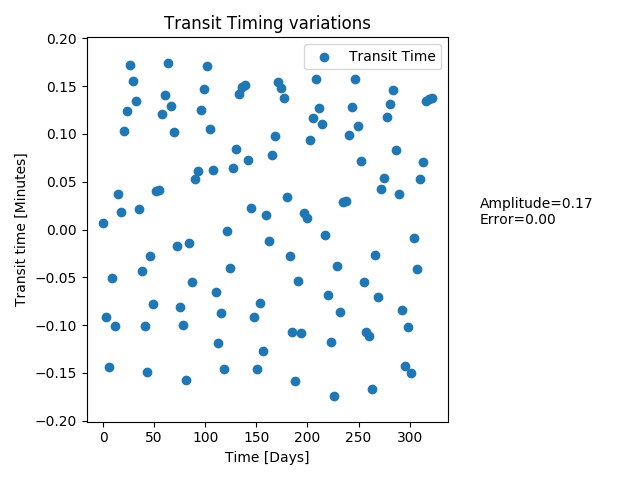 Transit Timing variations
Transit Time
0.20
0.15
0.10
0.05
0.00
−0.05
−0.10
−0.15
−0.20
Transit time [Minutes]
0 50 100 150 200 250 300
Time [Days]
Amplitude=0.17
Error=0.00